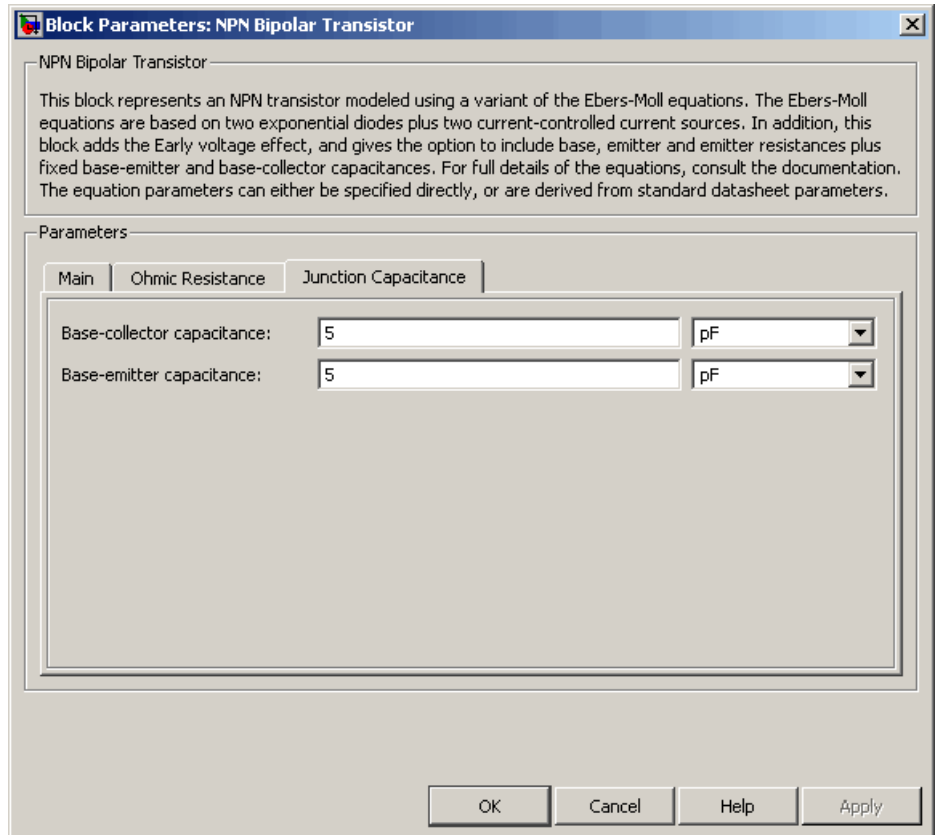 Block Parameters: NPN Bipolar Transistor
NPN Bipolar Transistor
This block represents an NPN transistor modeled using a variant of the Ebers-Moll equations. The Ebers-Moll
equations are based on two exponential diodes plus two current-controlled current sources. In addition, this
block adds the Early voltage effect, and gives the option to include base, emitter and emitter resistances plus
fixed base-emitter and base-collector capacitances. For full details of the equations, consult the documentation.
The equation parameters can either be specified directly, or are derived from standard datasheet parameters.
Parameters
Main Ohmic Resistance Junction Capacitance
Base-collector capacitance: 5 pF
Base-emitter capacitance: 5 pF
OK Cancel Help Apply